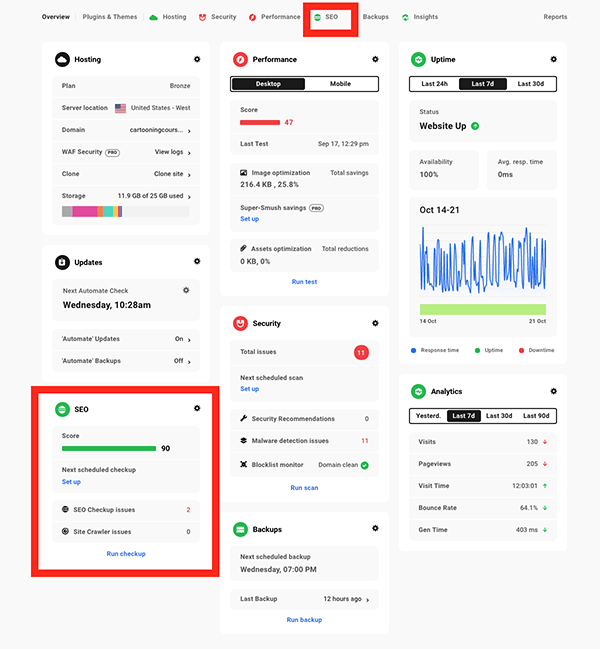 Overview Plugins & Themes Hosting Security Performance SEO Backups Insights Reports
Hosting
Plan Bronze
Server location United States - West
Domain cartooningcours...
WAF Security PRO View logs
Clone Clone site
Storage 11.9 GB of 25 GB used
Updates
Next Automate Check
Wednesday, 10:28am
'Automate' Updates On
'Automate' Backups Off
SEO
Score
90
Next scheduled checkup
Set up
SEO Checkup issues 2
Site Crawler issues 0
Run checkup
Performance
Desktop Mobile
Score
47
Last Test Sep 17, 12:29 pm
Image optimization Total savings
216.4 KB , 25.8%
Super-Smush savings PRO
Set up
Assets optimization Total reductions
0 KB, 0%
Run test
Security
Total issues 11
Next scheduled scan
Set up
Security Recommendations 0
Malware detection issues 11
Blocklist monitor Domain clean
Run scan
Backups
Next scheduled backup
Wednesday, 07:00 PM
Last Backup 12 hours ago
Run backup
Uptime
Last 24h Last 7d Last 30d
Status
Website Up
Availability Avg. resp. time
100% 0ms
Oct 14-21
14 Oct 21 Oct
Response time Uptime Downtime
Analytics
Yesterd. Last 7d Last 30d Last 90d
Visits 130
Pageviews 205
Visit Time 12:03:01
Bounce Rate 64.1%
Gen Time 403 ms